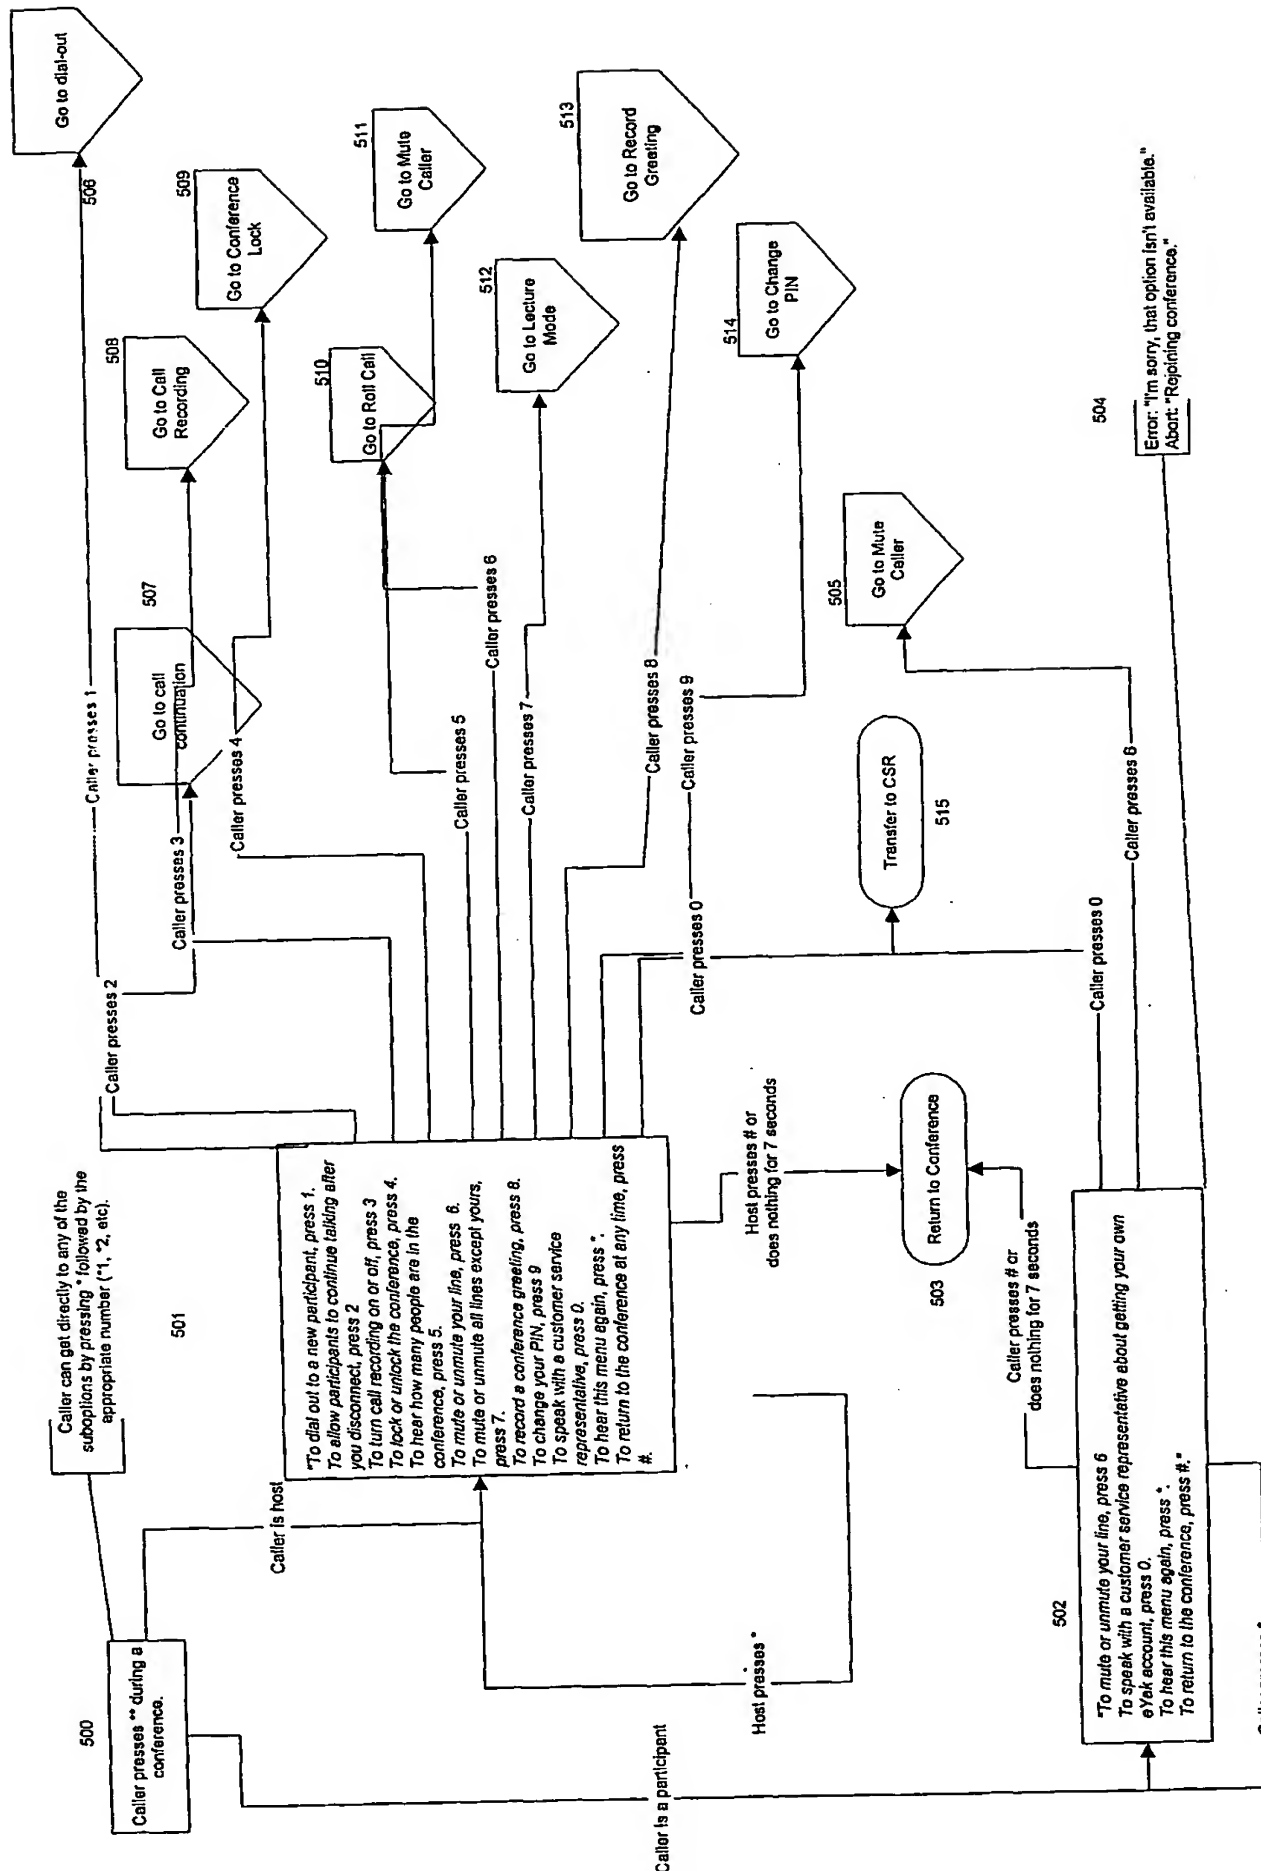 Caller can get directly to any of the
suboptions by pressing * followed by the
appropriate number (*1, *2, etc).
500
Caller presses ** during a
conference.
Caller is host
Caller is a participant
501
"To dial out to a new participant, press 1.
To allow participants to continue talking after
you disconnect, press 2
To turn call recording on or off, press 3
To lock or unlock the conference, press 4.
To hear how many people are in the
conference, press 5.
To mute or unmute your line, press 6.
To mute or unmute all lines except yours,
press 7.
To record a conference greeting, press 8.
To change your PIN, press 9
To speak with a customer service
representative, press 0.
To hear this menu again, press *.
To return to the conference at any time, press
#.
Host presses *
Host presses # or
does nothing for 7 seconds
Return to Conference
503
Caller presses # or
does nothing for 7 seconds
502
"To mute or unmute your line, press 6
To speak with a customer service representative about getting your own
eYak account, press 0.
To hear this menu again, press *.
To return to the conference, press #."
Caller presses 1
Caller presses 2
Caller presses 3
Caller presses 4
Caller presses 5
Caller presses 6
Caller presses 7
Caller presses 8
Caller presses 9
Caller presses 0
Caller presses 0
Caller presses 6
506
Go to dial-out
507
Go to call
continuation
508
Go to Call
Recording
509
Go to Conference
Lock
510
Go to Roll Call
511
Go to Mute
Caller
512
Go to Lecture
Mode
513
Go to Record
Greeting
514
Go to Change
PIN
Transfer to CSR
515
505
Go to Mute
Caller
504
Error: "I'm sorry, that option isn't available."
Abort: "Rejoining conference."